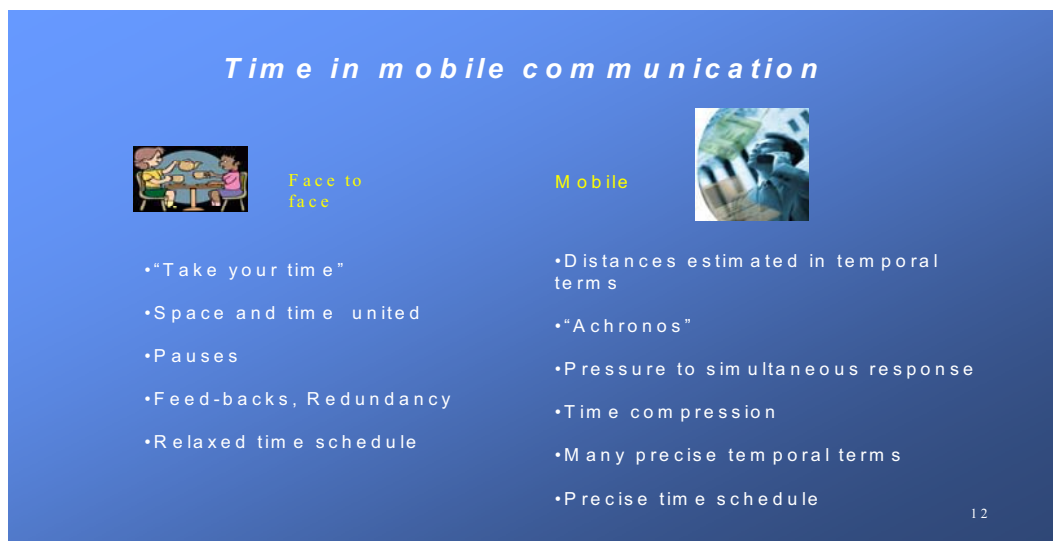 Time in mobile communication
Face to
face
•“Take your time”
•Space and time united
•Pauses
•Feed-backs, Redundancy
•Relaxed time schedule
Mobile
•Distances estimated in temporal
terms
•“Achronos”
•Pressure to simultaneous response
•Time compression
•Many precise temporal terms
•Precise time schedule
12